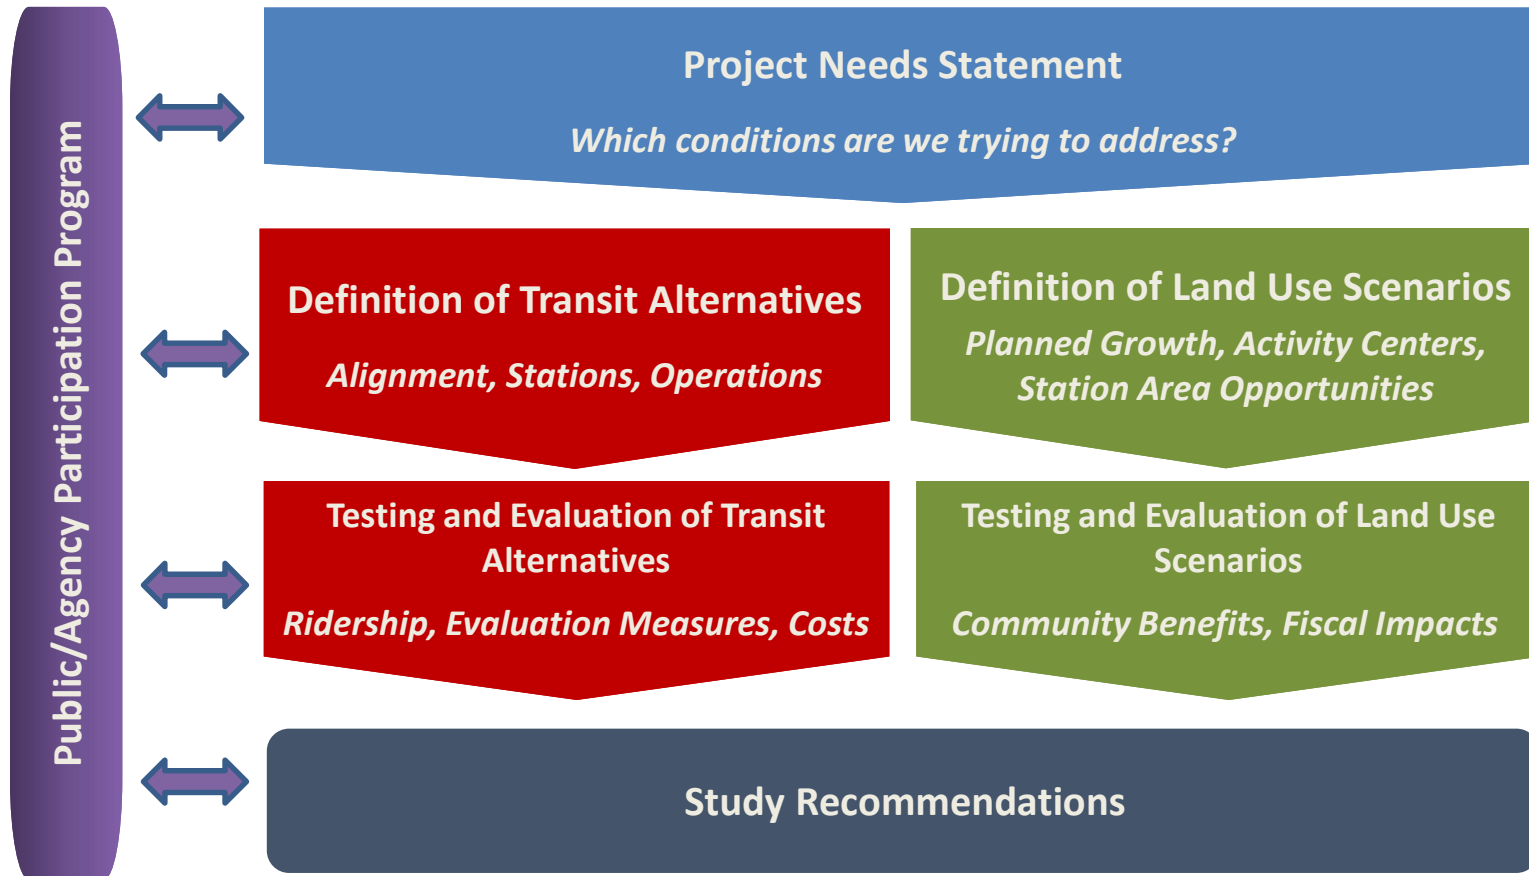 Public/Agency Participation Program
Project Needs Statement
Which conditions are we trying to address?
Definition of Transit Alternatives
Alignment, Stations, Operations
Definition of Land Use Scenarios
Planned Growth, Activity Centers,
Station Area Opportunities
Testing and Evaluation of Transit
Alternatives
Ridership, Evaluation Measures, Costs
Testing and Evaluation of Land Use
Scenarios
Community Benefits, Fiscal Impacts
Study Recommendations